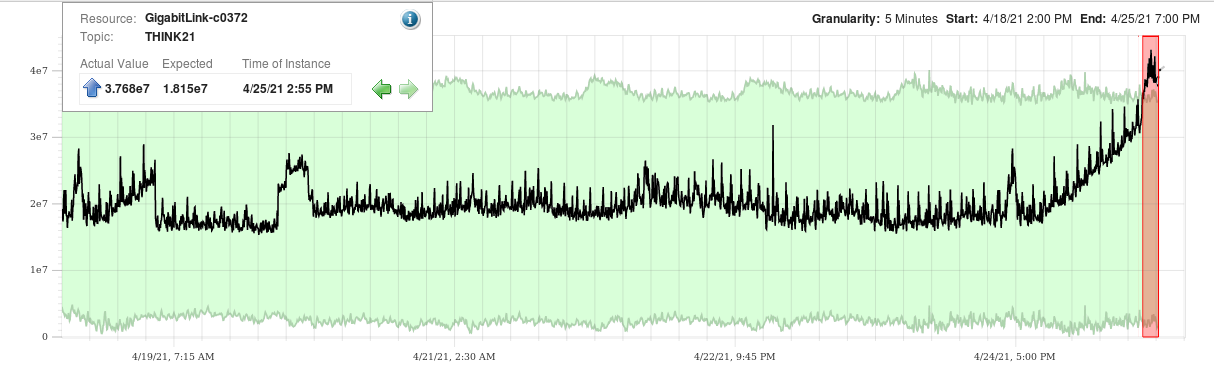 Resource: GigabitLink-c0372
Topic: THINK21
Actual Value Expected Time of Instance
3.768e7 1.815e7 4/25/21 2:55 PM
Granularity: 5 Minutes Start: 4/18/21 2:00 PM End: 4/25/21 7:00 PM
4e7
3e7
2e7
1e7
0
4/19/21, 7:15 AM 4/21/21, 2:30 AM 4/22/21, 9:45 PM 4/24/21, 5:00 PM